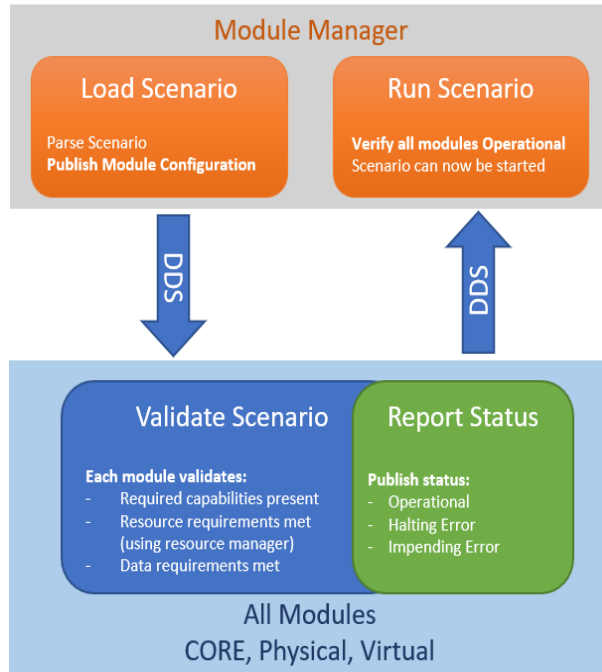 Module Manager
Load Scenario
Parse Scenario
Publish Module Configuration
Run Scenario
Verify all modules Operational
Scenario can now be started
DDS
DDS
Validate Scenario
Each module validates:
- Required capabilities present
- Resource requirements met
(using resource manager)
- Data requirements met
Report Status
Publish status:
- Operational
- Halting Error
- Impending Error
All Modules
CORE, Physical, Virtual